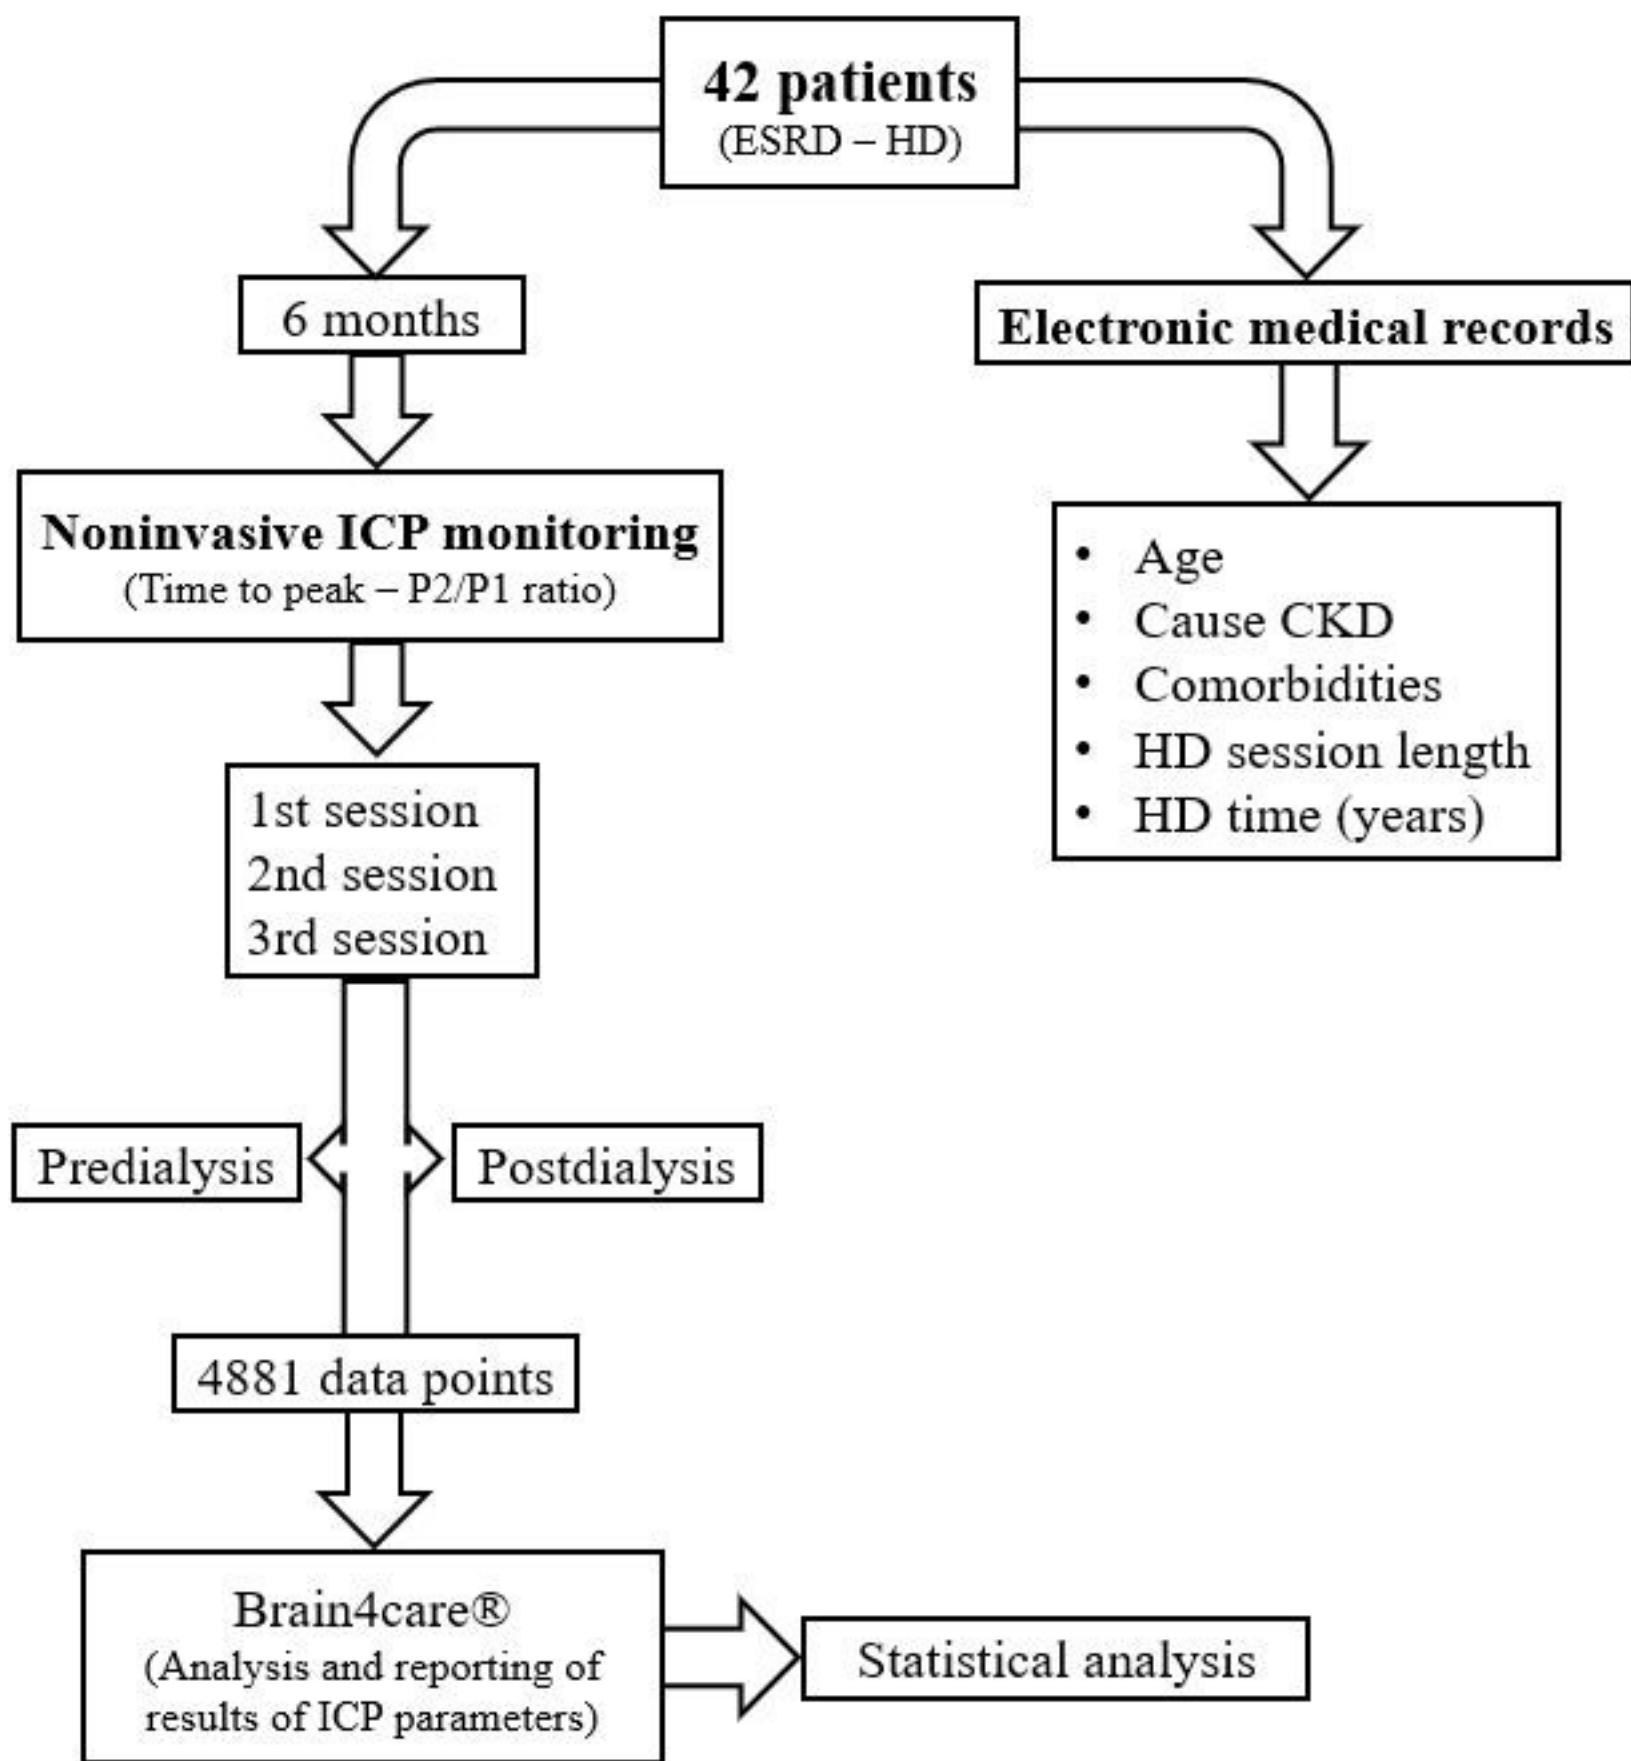 42 patients
(ESRD – HD)
6 months
Electronic medical records
Noninvasive ICP monitoring
(Time to peak – P2/P1 ratio)
• Age
• Cause CKD
• Comorbidities
• HD session length
• HD time (years)
1st session
2nd session
3rd session
Predialysis
Postdialysis
4881 data points
Brain4care®
(Analysis and reporting of
results of ICP parameters)
Statistical analysis